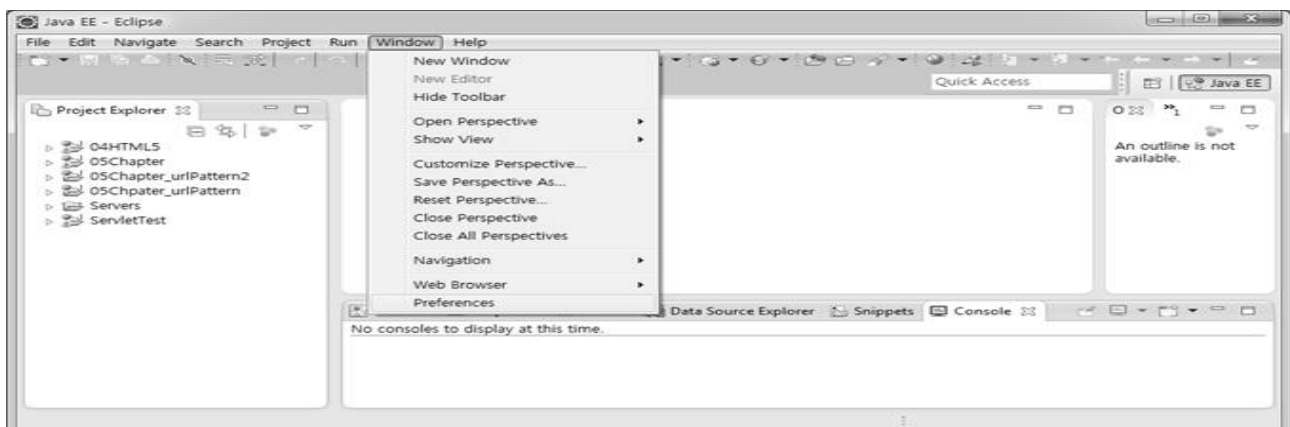 Java EE - Eclipse
File Edit Navigate Search Project Run Window Help
New Window
New Editor
Hide Toolbar
Open Perspective
Show View
Customize Perspective...
Save Perspective As...
Reset Perspective...
Close Perspective
Close All Perspectives
Navigation
Web Browser
Preferences
Quick Access
Java EE
Project Explorer
04HTML5
05Chapter
05Chapter_urlPattern2
05Chpater_urlPattern
Servers
ServletTest
An outline is not
available.
Data Source Explorer Snippets Console
No consoles to display at this time.